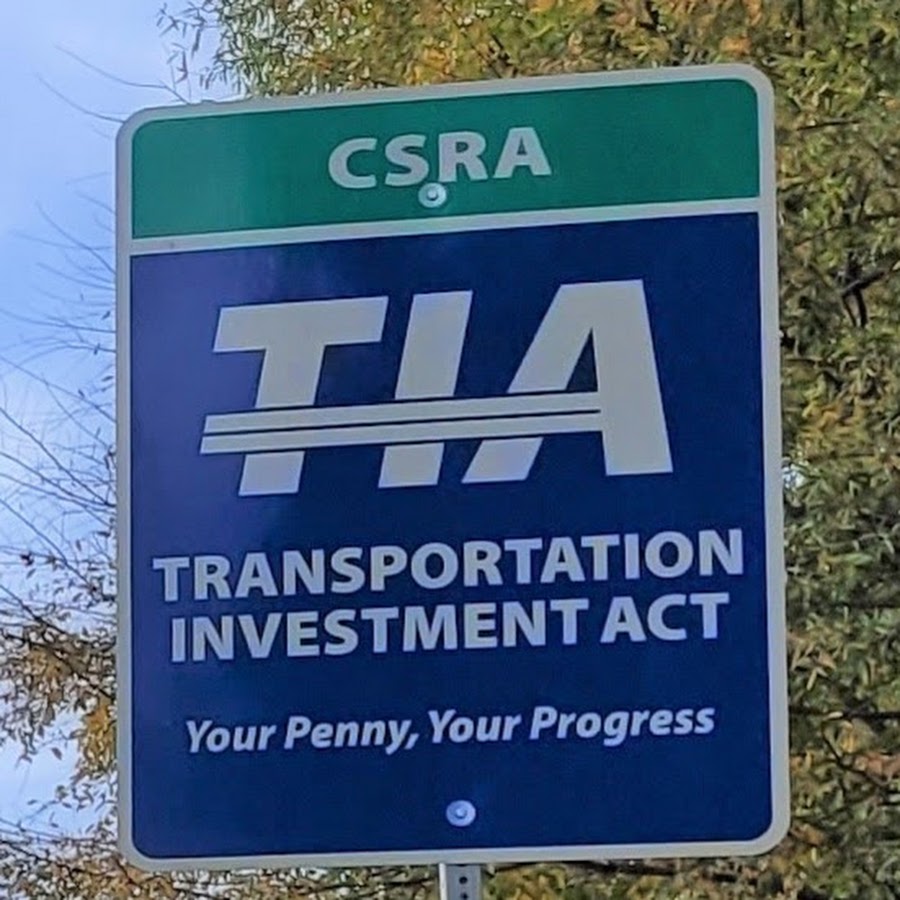 CSRA
TIA
TRANSPORTATION
INVESTMENT ACT
Your Penny, Your Progress